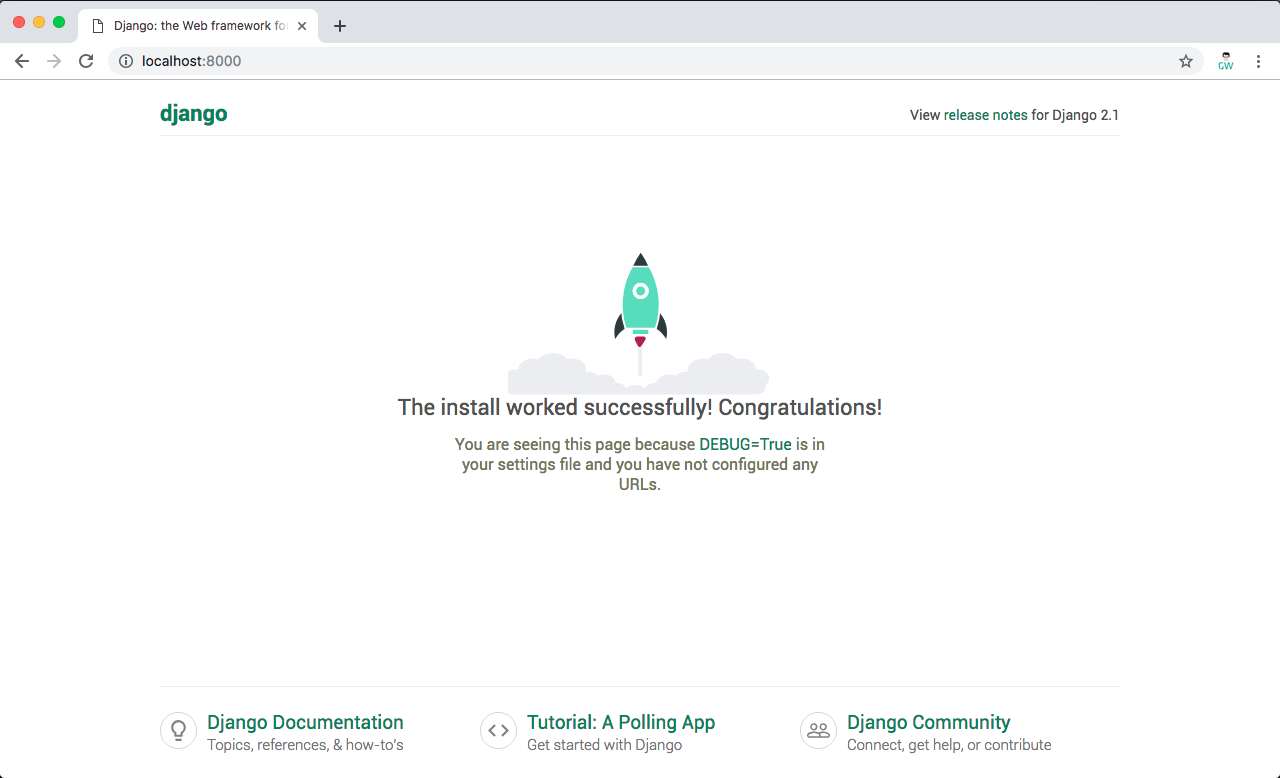 Django: the Web framework fo
localhost:8000
GW
django
View release notes for Django 2.1
The install worked successfully! Congratulations!
You are seeing this page because DEBUG=True is in
your settings file and you have not configured any
URLs.
Django Documentation
Topics, references, & how-to's
Tutorial: A Polling App
Get started with Django
Django Community
Connect, get help, or contribute